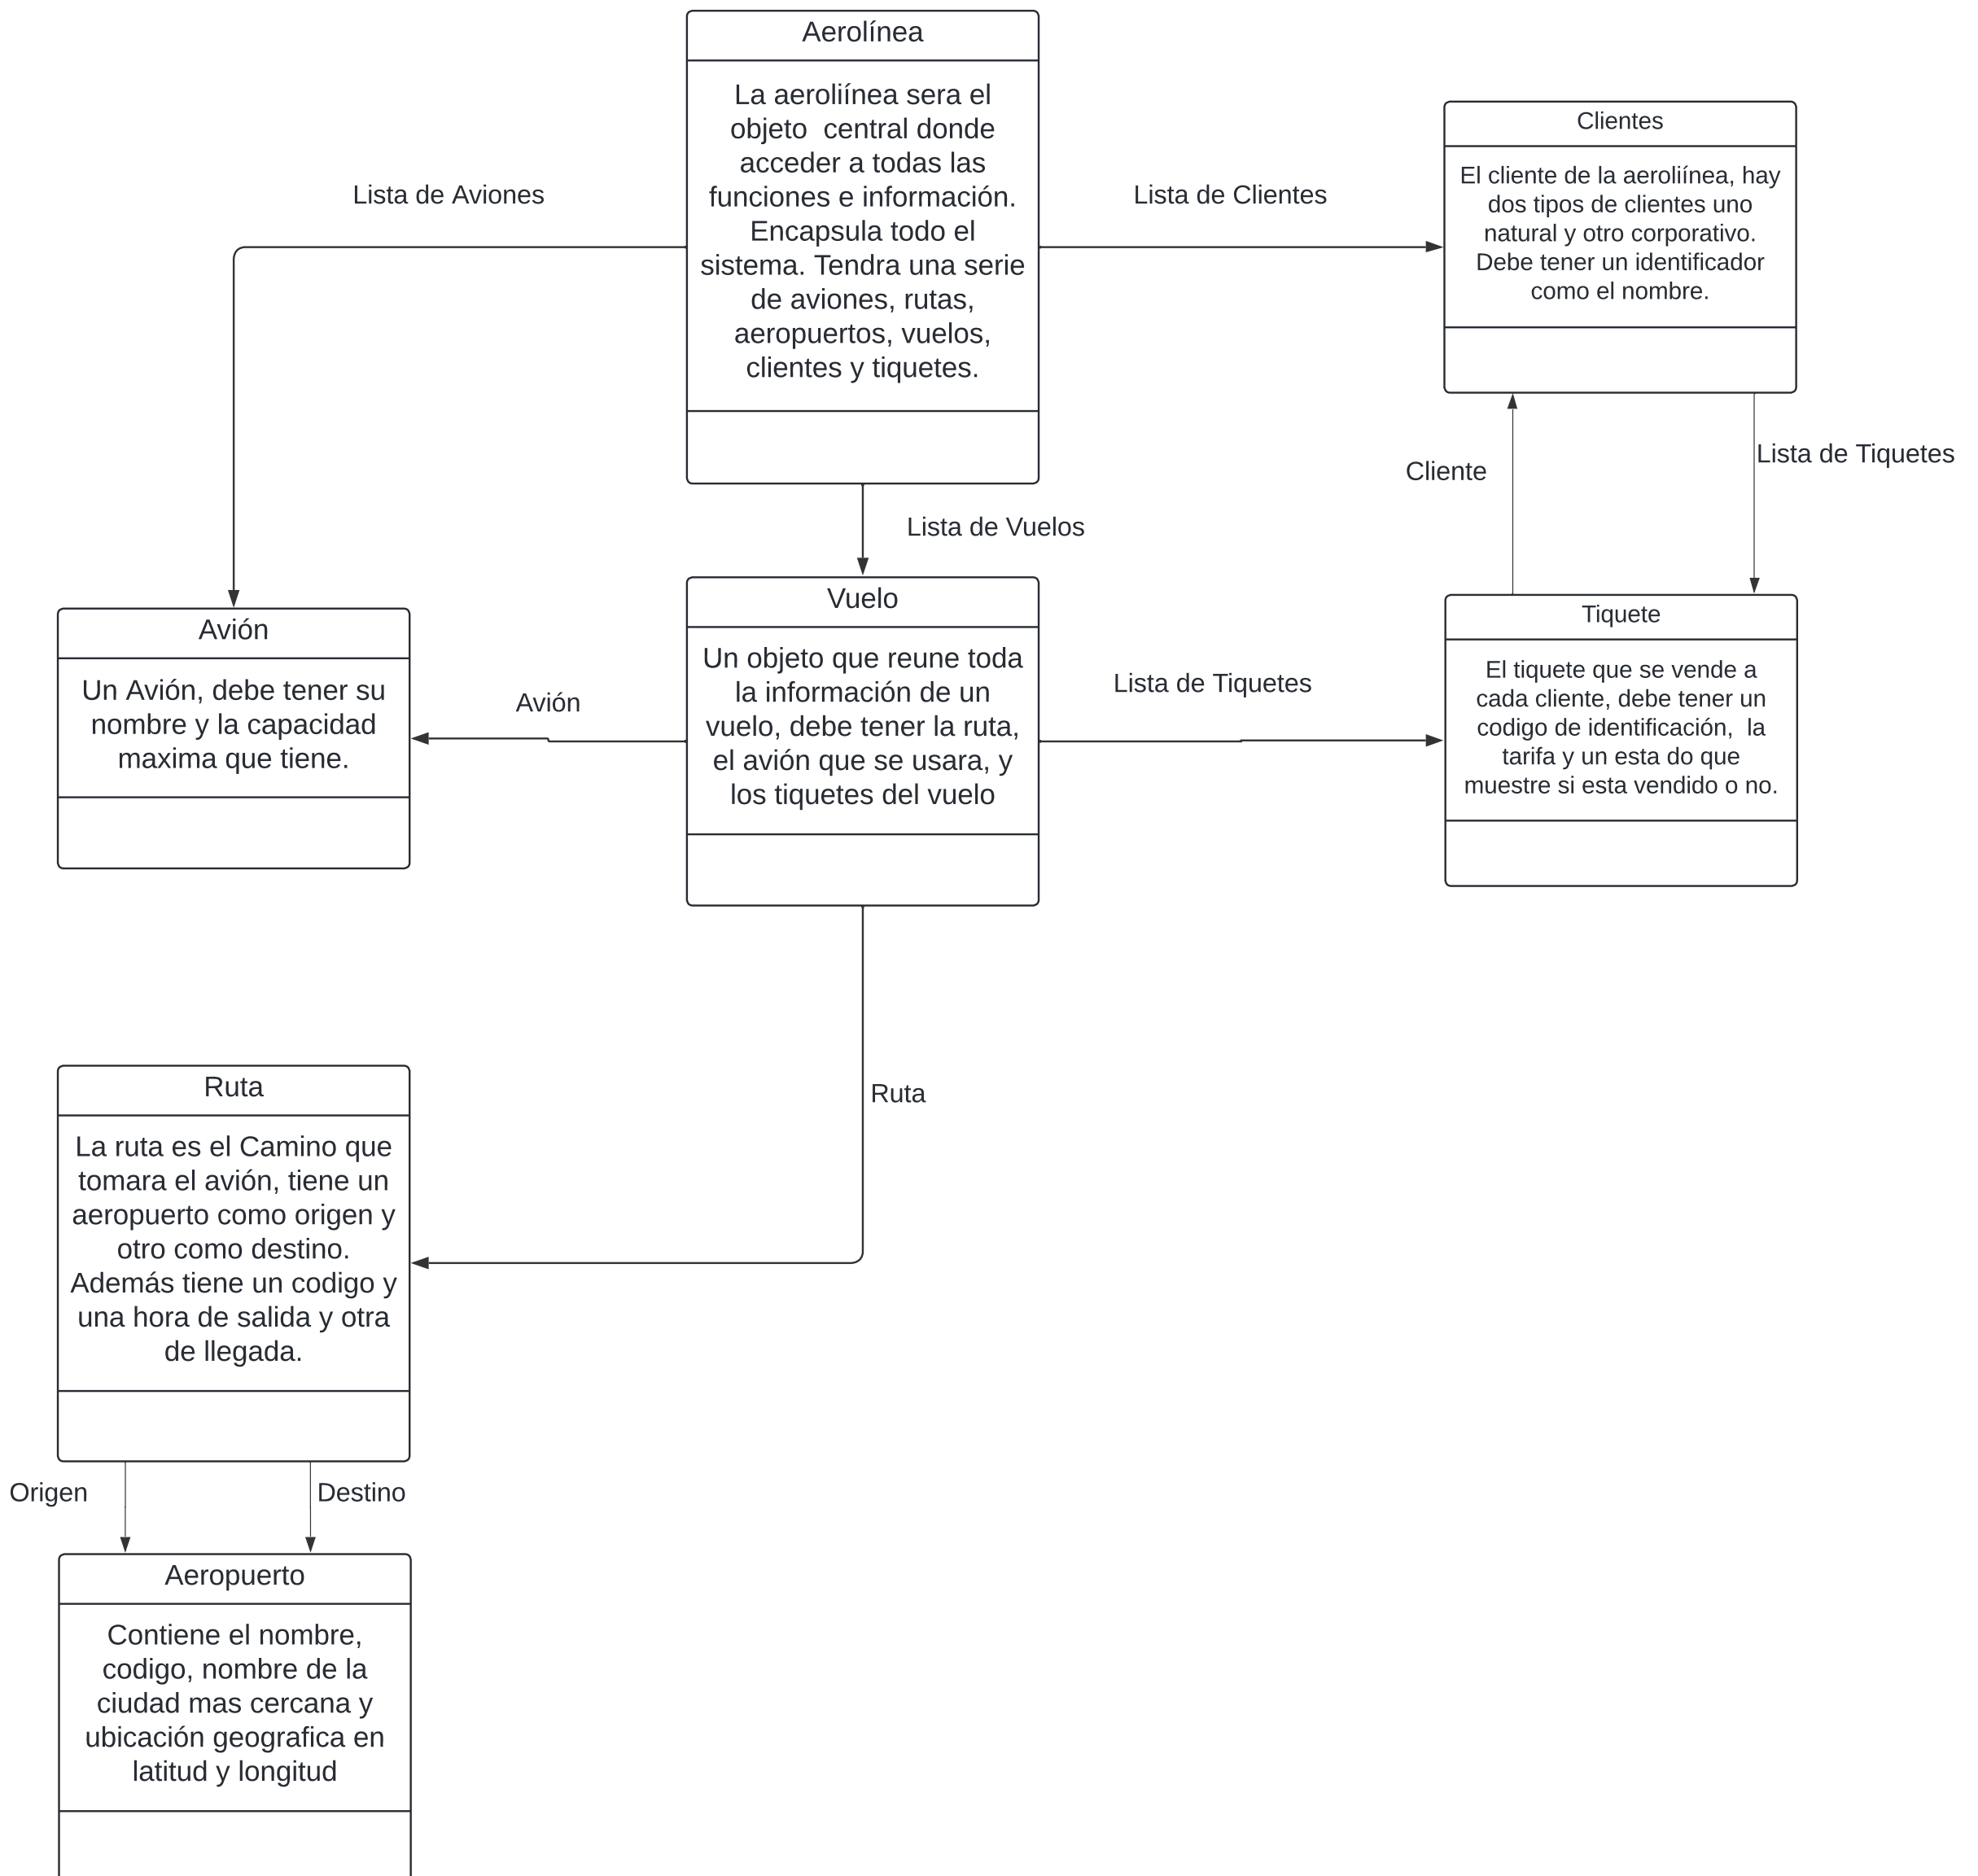 Aerolínea
La aeroliínea sera el
objeto  central donde
acceder a todas las
funciones e información.
Encapsula todo el
sistema. Tendra una serie
de aviones, rutas,
aeropuertos, vuelos,
clientes y tiquetes.
Clientes
El cliente de la aeroliínea, hay
dos tipos de clientes uno
natural y otro corporativo.
Debe tener un identificador
como el nombre.
Lista de Aviones
Lista de Clientes
Cliente
Lista de Tiquetes
Lista de Vuelos
Avión
Un Avión, debe tener su
nombre y la capacidad
maxima que tiene.
Avión
Vuelo
Un objeto que reune toda
la información de un
vuelo, debe tener la ruta,
el avión que se usara, y
los tiquetes del vuelo
Lista de Tiquetes
Tiquete
El tiquete que se vende a
cada cliente, debe tener un
codigo de identificación,  la
tarifa y un esta do que
muestre si esta vendido o no.
Ruta
Ruta
La ruta es el Camino que
tomara el avión, tiene un
aeropuerto como origen y
otro como destino.
Además tiene un codigo y
una hora de salida y otra
de llegada.
Origen
Destino
Aeropuerto
Contiene el nombre,
codigo, nombre de la
ciudad mas cercana y
ubicación geografica en
latitud y longitud